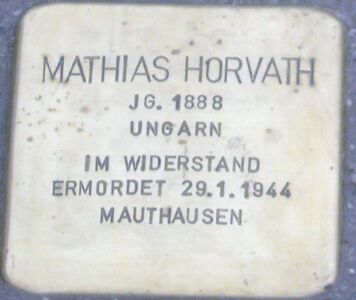 MATHIAS HORVATH
JG. 1888
UNGARN
IM WIDERSTAND
ERMORDET 29.1.1944
MAUTHAUSEN